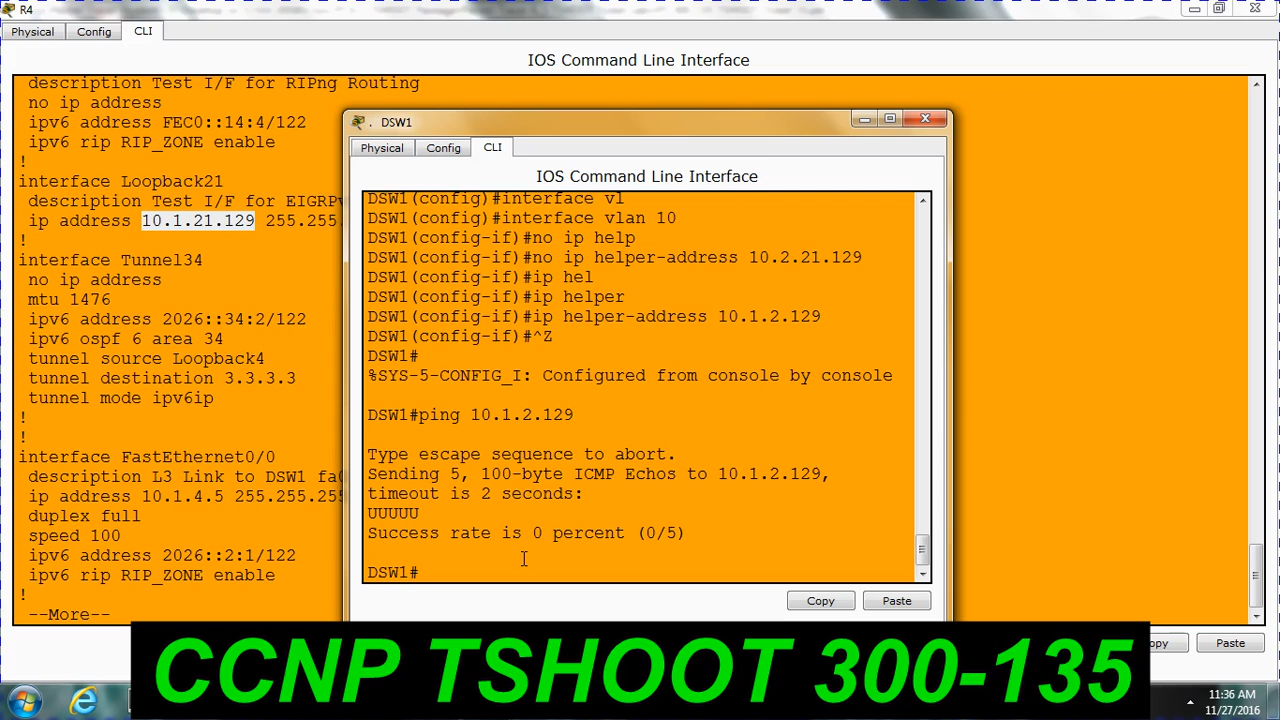 R4
Physical Config CLI
IOS Command Line Interface
description Test I/F for RIPng Routing
no ip address
ipv6 address FEC0::14:4/122
ipv6 rip RIP_ZONE enable
!
interface Loopback21
description Test I/F for EIGRPv
ip address 10.1.21.129 255.255.
!
interface Tunnel34
no ip address
mtu 1476
ipv6 address 2026::34:2/122
ipv6 ospf 6 area 34
tunnel source Loopback4
tunnel destination 3.3.3.3
tunnel mode ipv6ip
!
!
interface FastEthernet0/0
description L3 Link to DSW1 fa0
ip address 10.1.4.5 255.255.255
duplex full
speed 100
ipv6 address 2026::2:1/122
ipv6 rip RIP_ZONE enable
!
--More--
opy Paste
. DSW1
Physical Config CLI
IOS Command Line Interface
DSW1(config)#interface vl
DSW1(config)#interface vlan 10
DSW1(config-if)#no ip help
DSW1(config-if)#no ip helper-address 10.2.21.129
DSW1(config-if)#ip hel
DSW1(config-if)#ip helper
DSW1(config-if)#ip helper-address 10.1.2.129
DSW1(config-if)#^Z
DSW1#
%SYS-5-CONFIG_I: Configured from console by console
DSW1#ping 10.1.2.129
Type escape sequence to abort.
Sending 5, 100-byte ICMP Echos to 10.1.2.129,
timeout is 2 seconds:
UUUUU
Success rate is 0 percent (0/5)
DSW1#
Copy Paste
CCNP TSHOOT 300-135
11:36 AM
11/27/2016